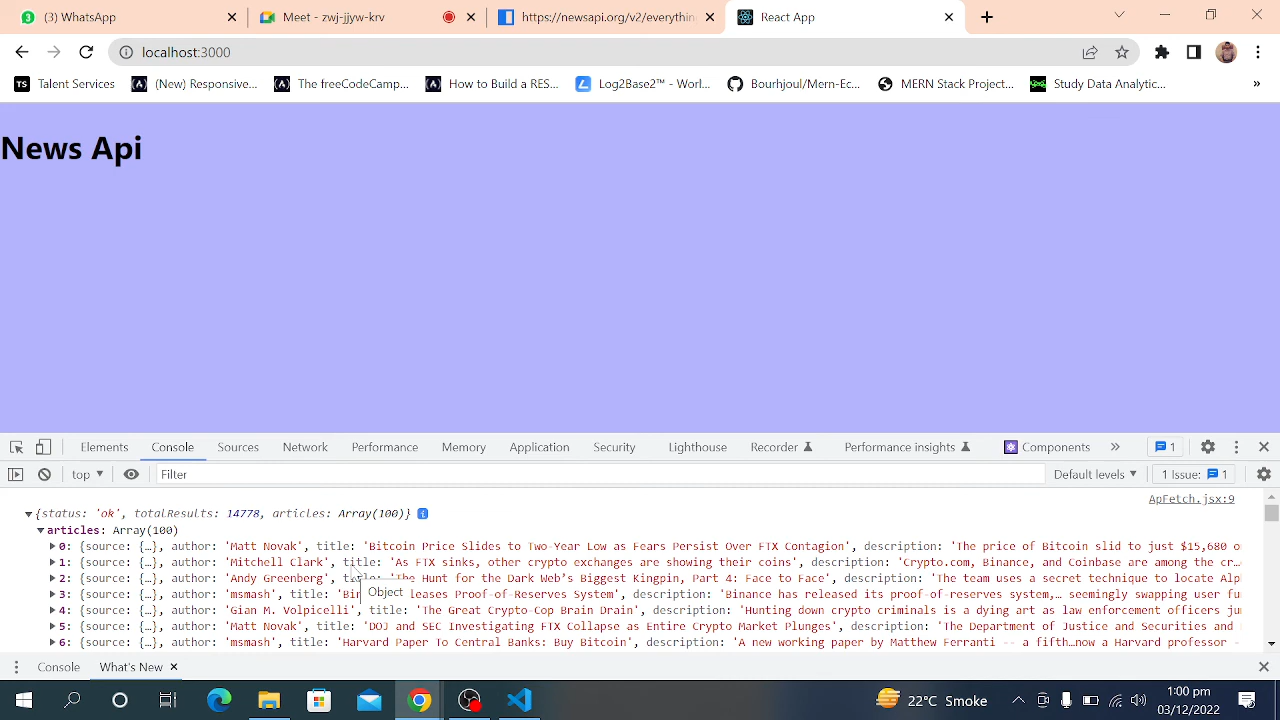 (3) WhatsApp
Meet - zwj-jjyw-krv
https://newsapi.org/v2/everythin
React App
localhost:3000
Talent Services
(New) Responsive...
The freeCodeCamp...
How to Build a RES...
Log2Base2™ - Worl...
Bourhjoul/Mern-Ec...
MERN Stack Project...
Study Data Analytic...
»
News Api
Elements Console Sources Network Performance Memory Application Security Lighthouse Recorder Performance insights Components » 1
top Filter Default levels 1 Issue: 1
ApFetch.jsx:9
{status: 'ok', totalResults: 14778, articles: Array(100)}
articles: Array(100)
0: {source: {…}, author: 'Matt Novak', title: 'Bitcoin Price Slides to Two-Year Low as Fears Persist Over FTX Contagion', description: 'The price of Bitcoin slid to just $15,680 o
1: {source: {…}, author: 'Mitchell Clark', title: 'As FTX sinks, other crypto exchanges are showing their coins', description: 'Crypto.com, Binance, and Coinbase are among the cr…
2: {source: {…}, author: 'Andy Greenberg', title: 'The Hunt for the Dark Web's Biggest Kingpin, Part 4: Face to Face', description: 'The team uses a secret technique to locate Alp
3: {source: {…}, author: 'msmash', title: 'Bin Object leases Proof-of-Reserves System', description: 'Binance has released its proof-of-reserves system,… seemingly swapping user fu
4: {source: {…}, author: 'Gian M. Volpicelli', title: 'The Great Crypto-Cop Brain Drain', description: 'Hunting down crypto criminals is a dying art as law enforcement officers ju
5: {source: {…}, author: 'Matt Novak', title: 'DOJ and SEC Investigating FTX Collapse as Entire Crypto Market Plunges', description: 'The Department of Justice and Securities and
6: {source: {…}, author: 'msmash', title: 'Harvard Paper To Central Banks: Buy Bitcoin', description: 'A new working paper by Matthew Ferranti -- a fifth…now a Harvard professor -
Console What's New
22°C Smoke
1:00 pm
03/12/2022